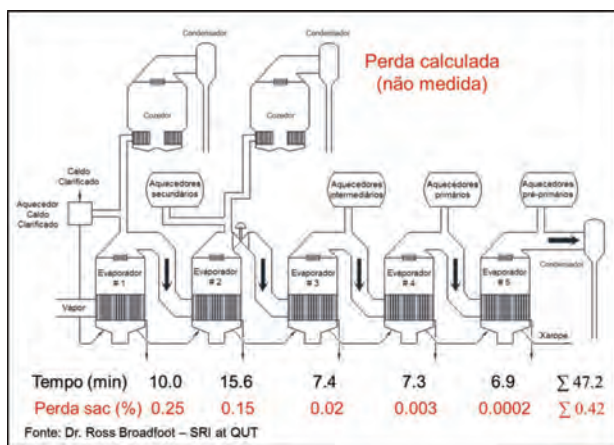 Condensador
Condensador
Perda calculada
(não medida)
Cozedor
Cozedor
Caldo
Clarificado
Aquecedor
Caldo
Clarificado
Aquecedores
secundários
Aquecedores
intermediários
Aquecedores
primários
Aquecedores
pré-primários
Evaporador
# 1
Evaporador
# 2
Evaporador
# 3
Evaporador
# 4
Evaporador
# 5
Condensador
Vapor
Xarope
Tempo (min) 10.0 15.6 7.4 7.3 6.9 ∑ 47.2
Perda sac (%) 0.25 0.15 0.02 0.003 0.0002 ∑ 0.42
Fonte: Dr. Ross Broadfoot – SRI at QUT